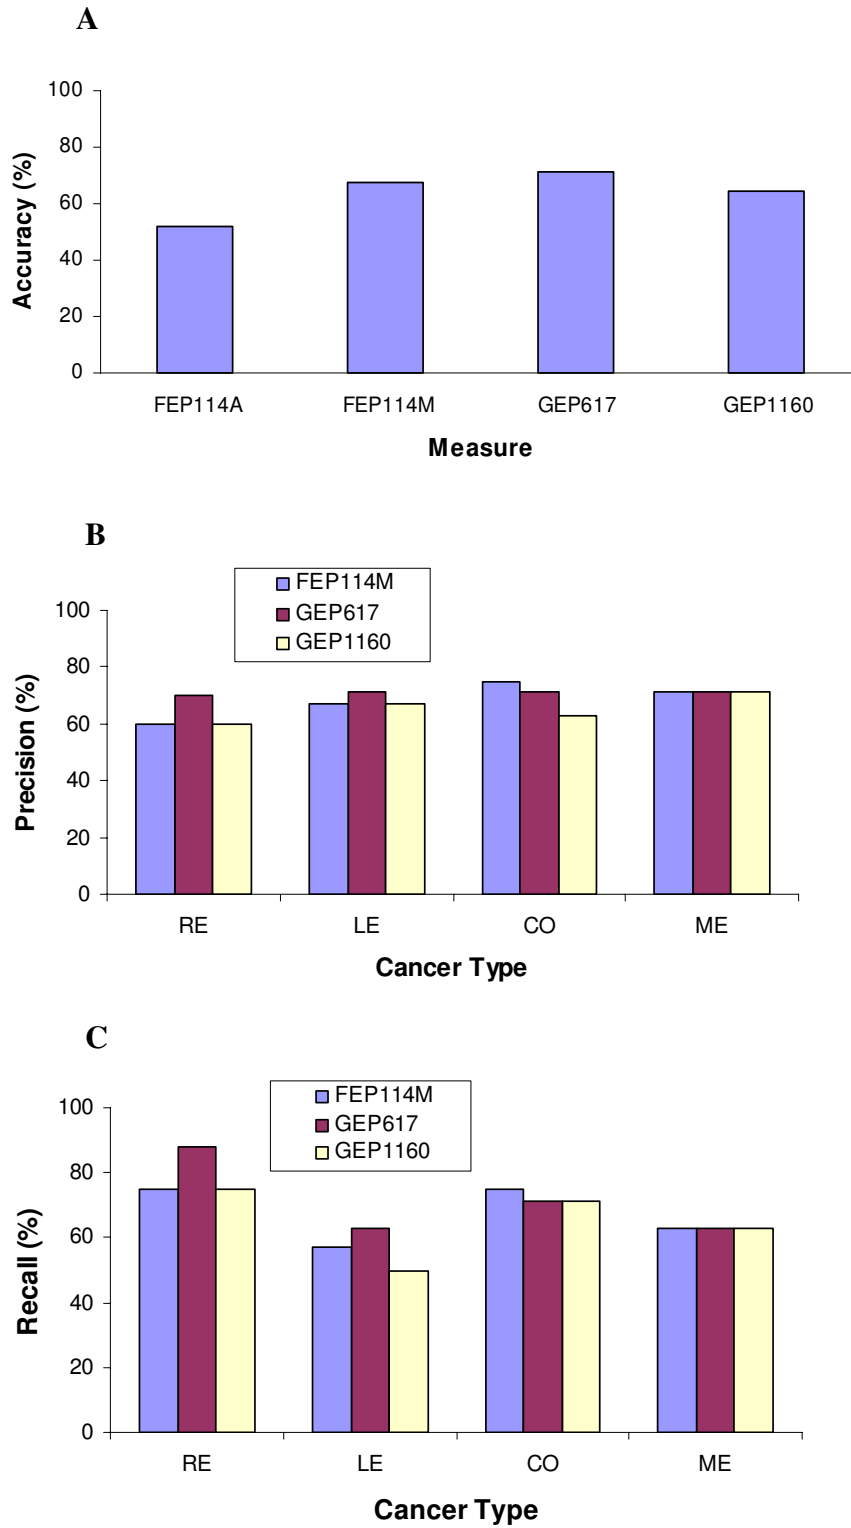 A
100
80
60
40
20
0
Accuracy (%)
FEP114A FEP114M GEP617 GEP1160
Measure
B
FEP114M
GEP617
GEP1160
100
80
60
40
20
0
Precision (%)
RE LE CO ME
Cancer Type
C
FEP114M
GEP617
GEP1160
100
80
60
40
20
0
Recall (%)
RE LE CO ME
Cancer Type